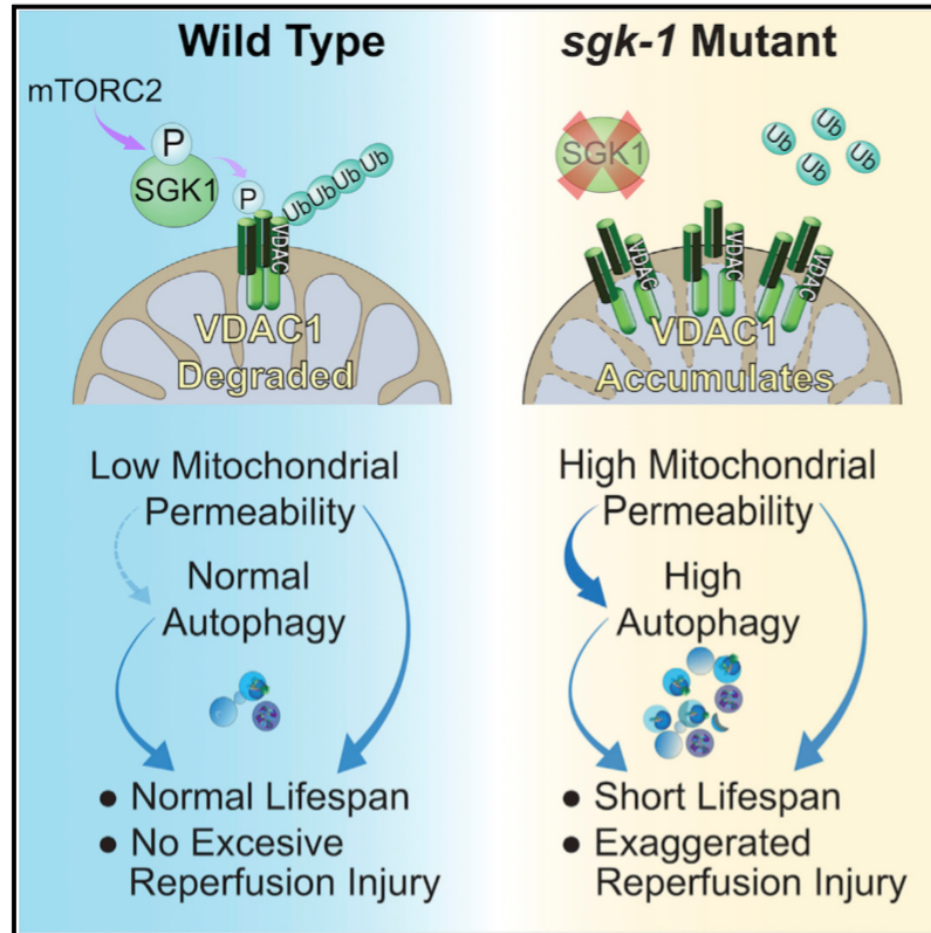 Wild Type
mTORC2
P
SGK1
P
Ub Ub Ub Ub
VDAC
VDAC1
Degraded
Low Mitochondrial
Permeability
Normal
Autophagy
● Normal Lifespan
● No Excesive
Reperfusion Injury
sgk-1 Mutant
SGK1
Ub
Ub
Ub
Ub
VDAC
VDAC
VDAC
VDAC1
Accumulates
High Mitochondrial
Permeability
High
Autophagy
● Short Lifespan
● Exaggerated
Reperfusion Injury